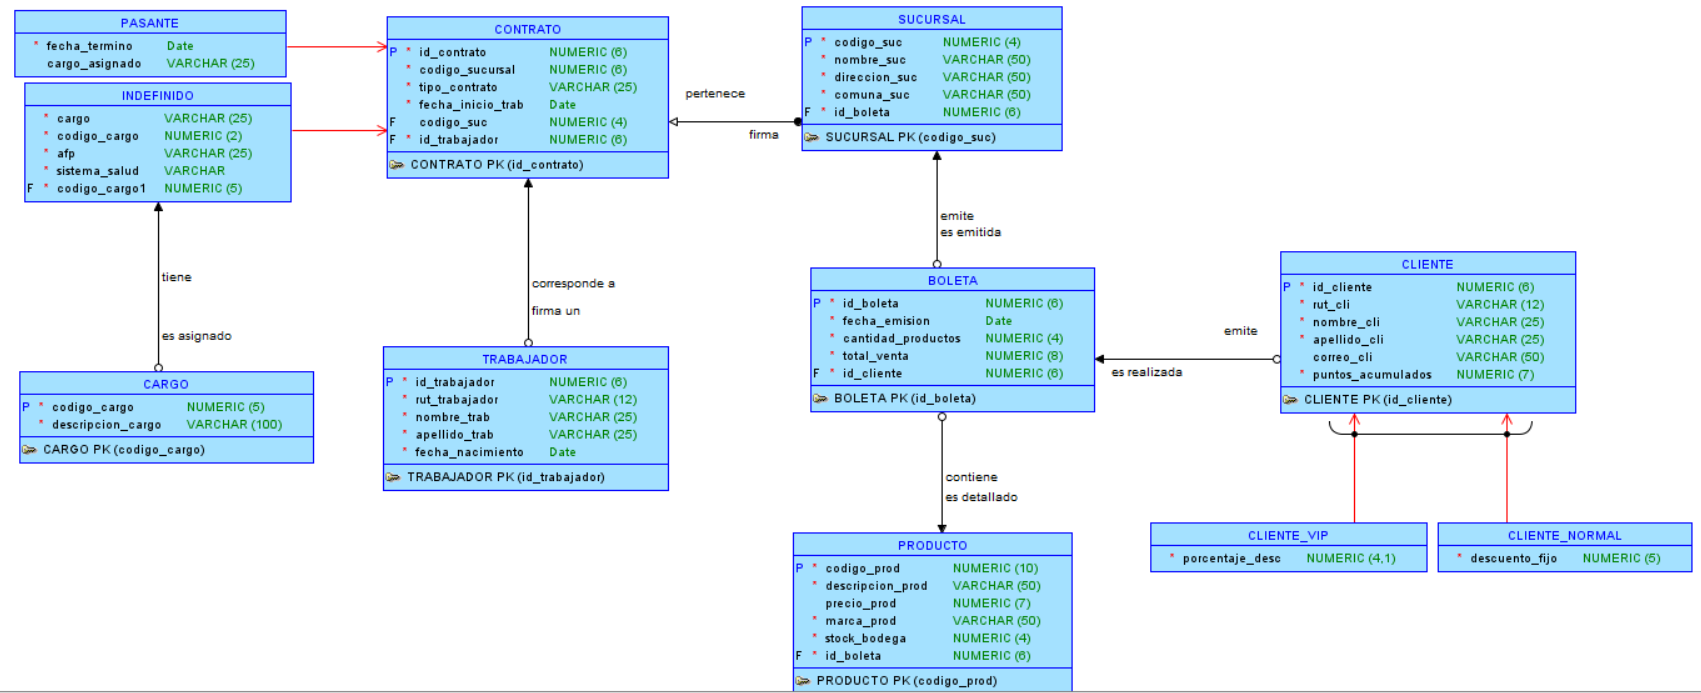 PASANTE
* fecha_termino Date
cargo_asignado VARCHAR (25)
INDEFINIDO
* cargo VARCHAR (25)
* codigo_cargo NUMERIC (2)
* afp VARCHAR (25)
* sistema_salud VARCHAR
F * codigo_cargo1 NUMERIC (5)
tiene
es asignado
CARGO
P * codigo_cargo NUMERIC (5)
* descripcion_cargo VARCHAR (100)
CARGO PK (codigo_cargo)
CONTRATO
P * id_contrato NUMERIC (6)
* codigo_sucursal NUMERIC (6)
* tipo_contrato VARCHAR (25)
* fecha_inicio_trab Date
F codigo_suc NUMERIC (4)
F * id_trabajador NUMERIC (6)
CONTRATO PK (id_contrato)
corresponde a
firma un
TRABAJADOR
P * id_trabajador NUMERIC (6)
* rut_trabajador VARCHAR (12)
* nombre_trab VARCHAR (25)
* apellido_trab VARCHAR (25)
* fecha_nacimiento Date
TRABAJADOR PK (id_trabajador)
pertenece
firma
SUCURSAL
P * codigo_suc NUMERIC (4)
* nombre_suc VARCHAR (50)
* direccion_suc VARCHAR (50)
* comuna_suc VARCHAR (50)
F * id_boleta NUMERIC (6)
SUCURSAL PK (codigo_suc)
emite
es emitida
BOLETA
P * id_boleta NUMERIC (6)
* fecha_emision Date
* cantidad_productos NUMERIC (4)
* total_venta NUMERIC (8)
F * id_cliente NUMERIC (6)
BOLETA PK (id_boleta)
contiene
es detallado
PRODUCTO
P * codigo_prod NUMERIC (10)
* descripcion_prod VARCHAR (50)
precio_prod NUMERIC (7)
* marca_prod VARCHAR (50)
* stock_bodega NUMERIC (4)
F * id_boleta NUMERIC (6)
PRODUCTO PK (codigo_prod)
emite
es realizada
CLIENTE
P * id_cliente NUMERIC (6)
* rut_cli VARCHAR (12)
* nombre_cli VARCHAR (25)
* apellido_cli VARCHAR (25)
correo_cli VARCHAR (50)
* puntos_acumulados NUMERIC (7)
CLIENTE PK (id_cliente)
CLIENTE_VIP
* porcentaje_desc NUMERIC (4,1)
CLIENTE_NORMAL
* descuento_fijo NUMERIC (5)